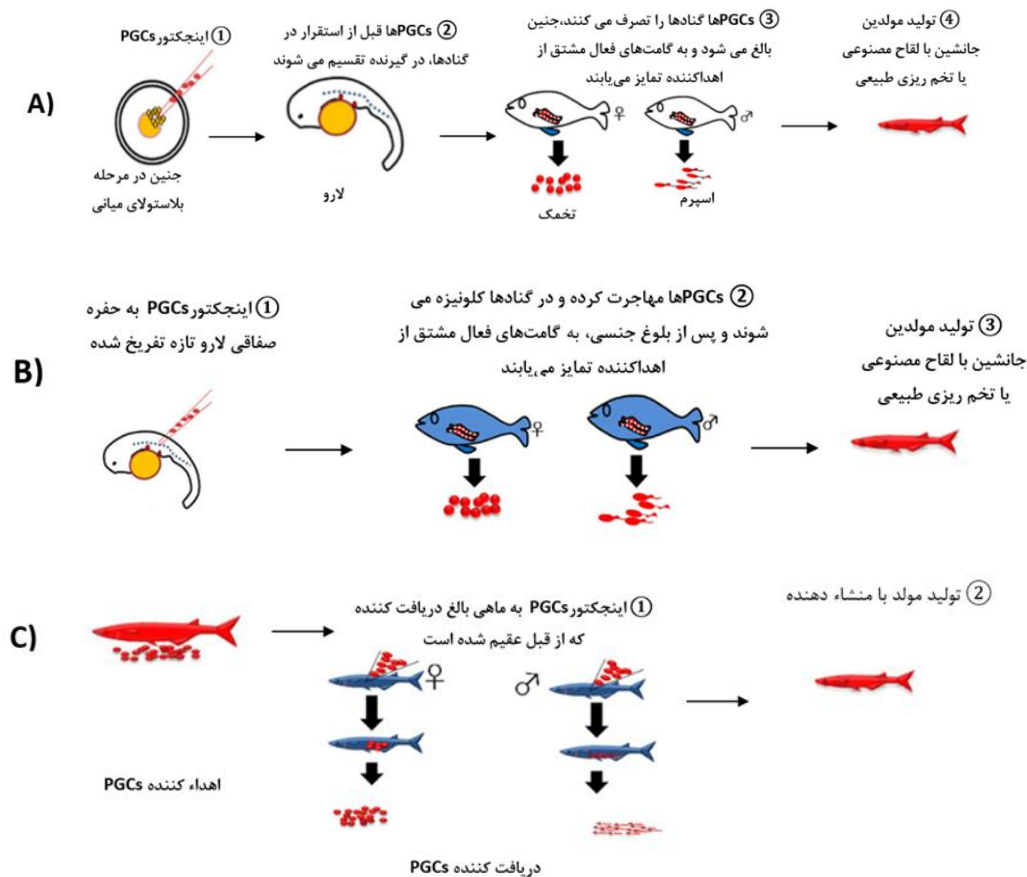 ① اینجکتور PGCs
② PGCsها قبل از استقرار در
گنادها، در گیرنده تقسیم می شوند
③ PGCsها گنادها را تصرف می کنند،جنین
بالغ می شود و به گامت‌های فعال مشتق از
اهداکننده تمایز می‌یابند
④ تولید مولدین
جانشین با لقاح مصنوعی
یا تخم ریزی طبیعی
A)
♀
♂
جنین در مرحله
بلاستولای میانی
لارو
تخمک
اسپرم
① اینجکتور PGCs به حفره
صفاقی لارو تازه تفریخ شده
② PGCsها مهاجرت کرده و در گنادها کلونیزه می
شوند و پس از بلوغ جنسی، به گامت‌های فعال مشتق از
اهداکننده تمایز می‌یابند
③ تولید مولدین
جانشین با لقاح مصنوعی
یا تخم ریزی طبیعی
B)
♀
♂
① اینجکتور PGCs به ماهی بالغ دریافت کننده
که از قبل عقیم شده است
② تولید مولد با منشاء دهنده
C)
♀
♂
اهداء کننده PGCs
دریافت کننده PGCs